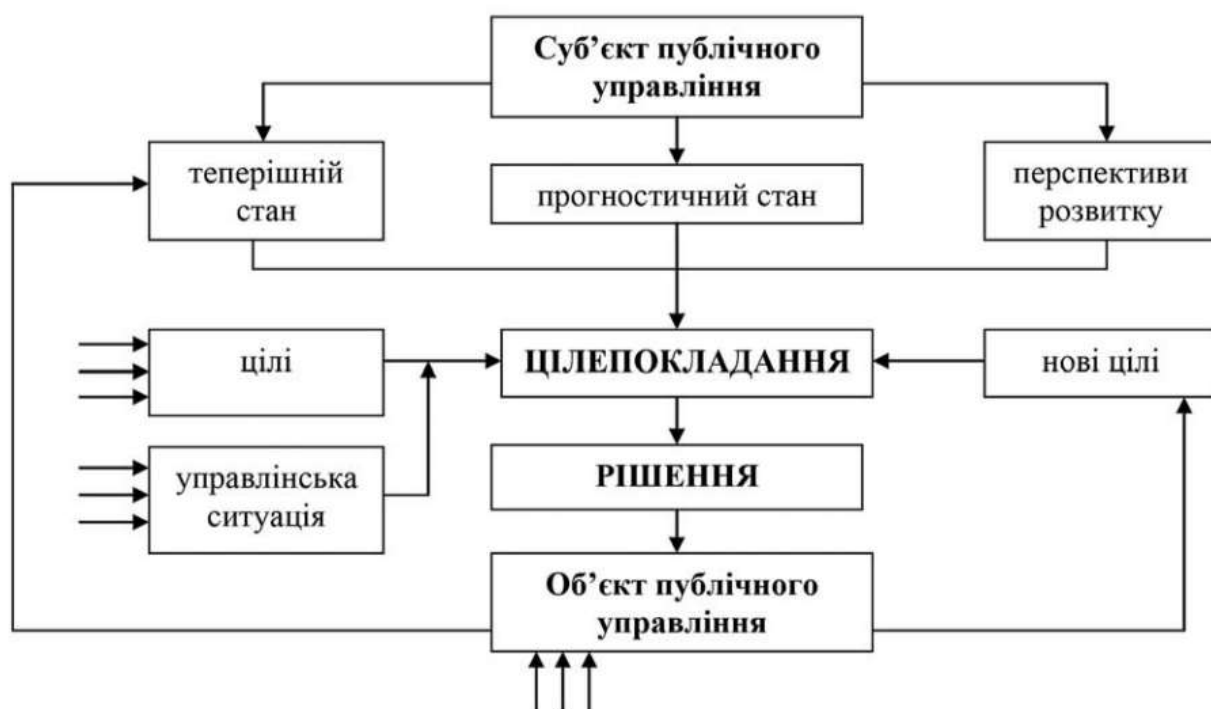 Суб’єкт публічного
управління
теперішній
стан
прогностичний стан
перспективи
розвитку
цілі
ЦІЛЕПОКЛАДАННЯ
нові цілі
управлінська
ситуація
РІШЕННЯ
Об’єкт публічного
управління